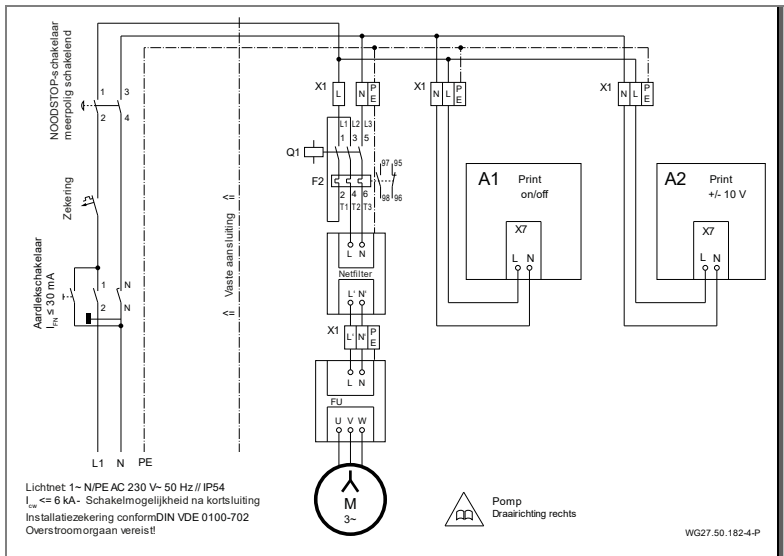 NOODSTOP-schakelaar
meerpolig schakelend
1 3
2 4
Zekering
Aardlekschakelaar
I_FN ≤ 30 mA
1 N
2 N
<=
Vaste aansluiting
<=
L1 N PE
X1 L N PE
L1 L2 L3
1 3 5
Q1
F2
97 95
98 96
2 4 6
T1 T2 T3
L N
Netfilter
L' N'
X1 L' N' PE
L N
FU
U V W
M
3~
X1 N L PE
A1 Print
on/off
X7
L N
X1 N L PE
A2 Print
+/- 10 V
X7
L N
Lichtnet: 1~ N/PE AC 230 V~ 50 Hz // IP54
I_cw <= 6 kA - Schakelmogelijkheid na kortsluiting
Installatiezekering conformDIN VDE 0100-702
Overstroomorgaan vereist!
Pomp
Draairichting rechts
WG27.50.182-4-P